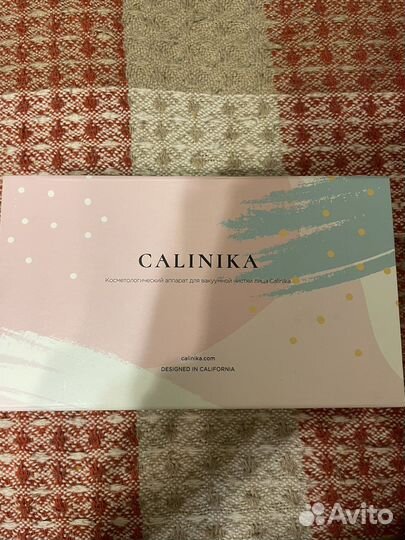 CALINIKA
Косметологический аппарат для вакуумной чистки лица Calinika
calinika.com
DESIGNED IN CALIFORNIA
Avito